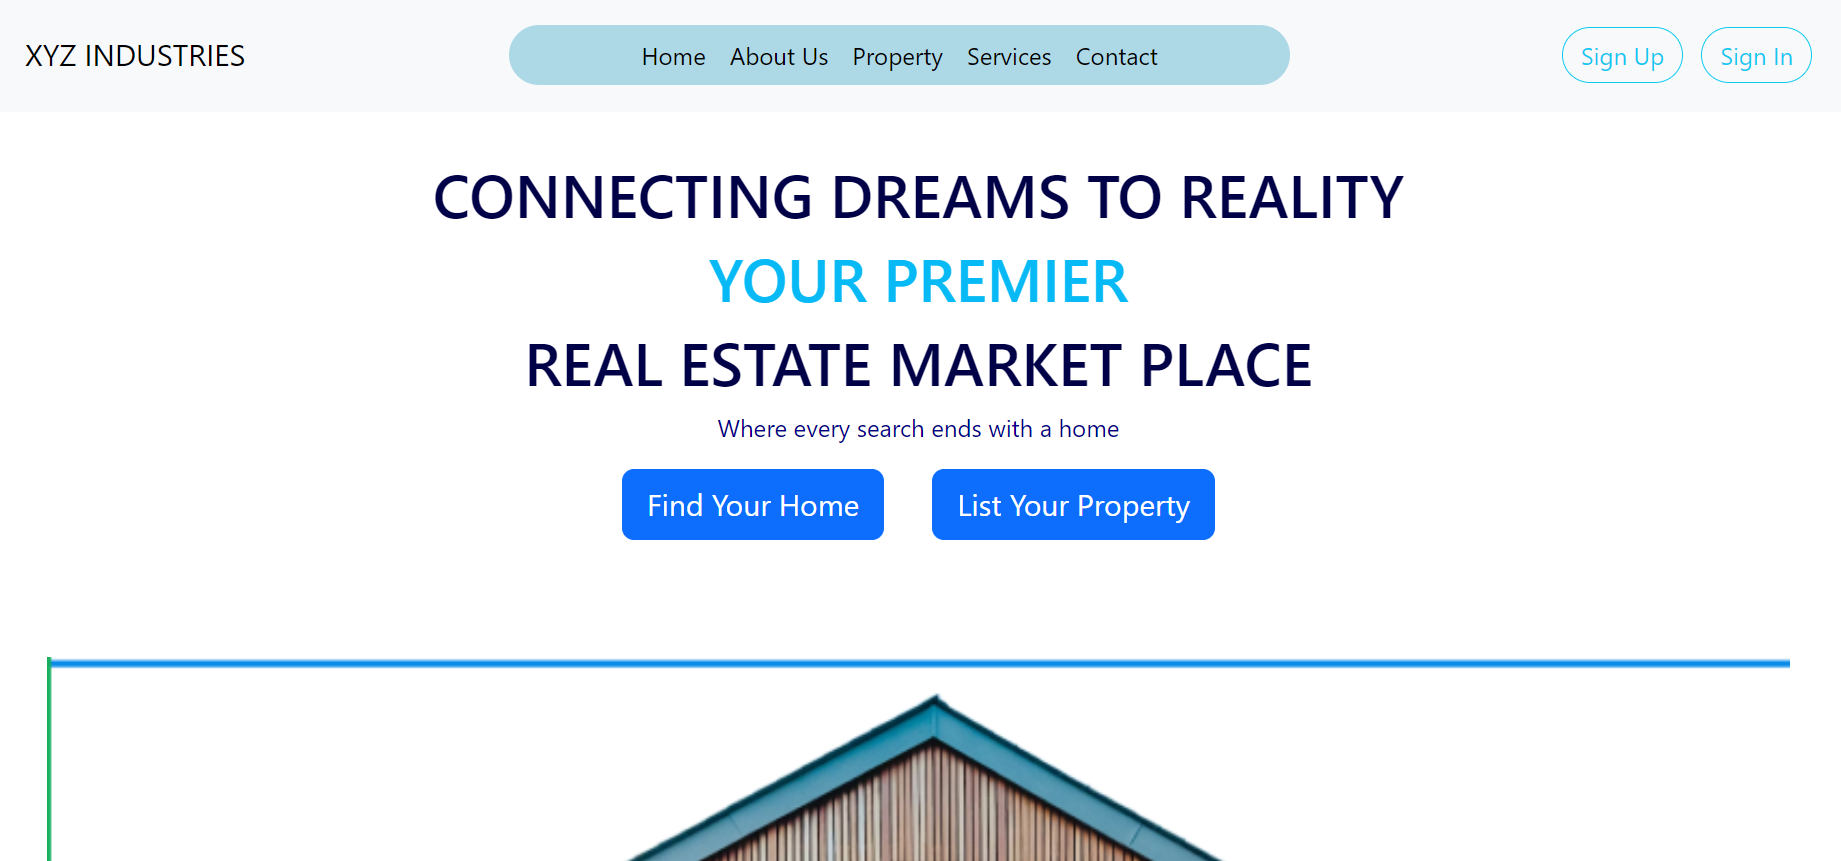 XYZ INDUSTRIES
Home About Us Property Services Contact
Sign Up Sign In
CONNECTING DREAMS TO REALITY
YOUR PREMIER
REAL ESTATE MARKET PLACE
Where every search ends with a home
Find Your Home List Your Property